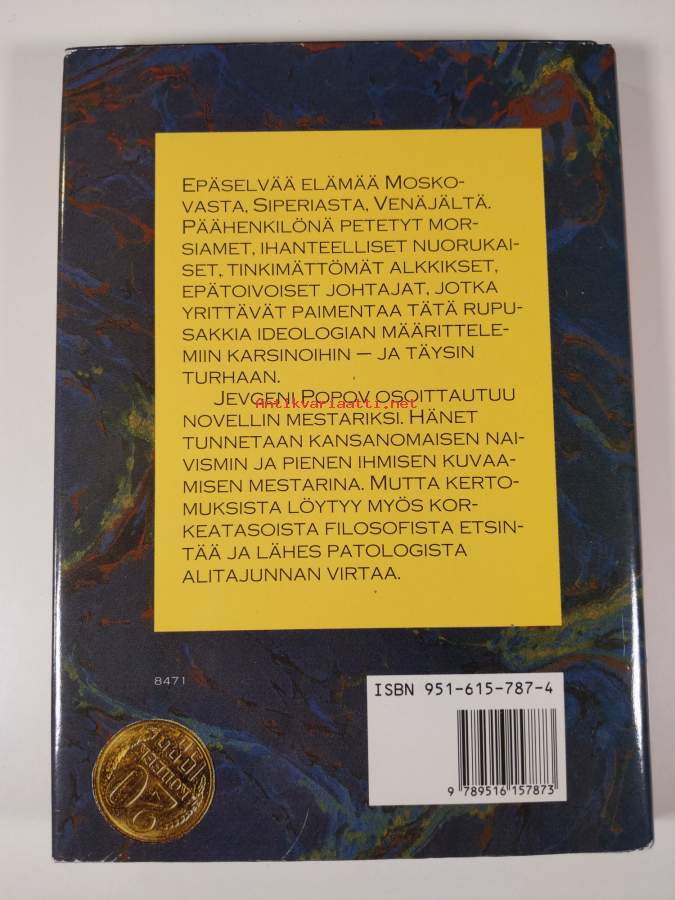 EPÄSELVÄÄ ELÄMÄÄ MOSKO-
VASTA, SIPERIASTA, VENÄJÄLTÄ.
PÄÄHENKILÖNÄ PETETYT MOR-
SIAMET, IHANTEELLISET NUORUKAI-
SET, TINKIMÄTTÖMÄT ALKKIKSET,
EPÄTOIVOISET JOHTAJAT, JOTKA
YRITTÄVÄT PAIMENTAA TÄTÄ RUPU-
SAKKIA IDEOLOGIAN MÄÄRITTELE-
MIIN KARSINOIHIN – JA TÄYSIN
TURHAAN.
JEVGENI POPOV OSOITTAUTUU
Antikvariaatti.net
NOVELLIN MESTARIKSI. HÄNET
TUNNETAAN KANSANOMAISEN NAI-
VISMIN JA PIENEN IHMISEN KUVAA-
MISEN MESTARINA. MUTTA KERTO-
MUKSISTA LÖYTYY MYÖS KOR-
KEATASOISTA FILOSOFISTA ETSIN-
TÄÄ JA LÄHES PATOLOGISTA
ALITAJUNNAN VIRTAA.
8471
ISBN 951-615-787-4
9 789516 157873
20